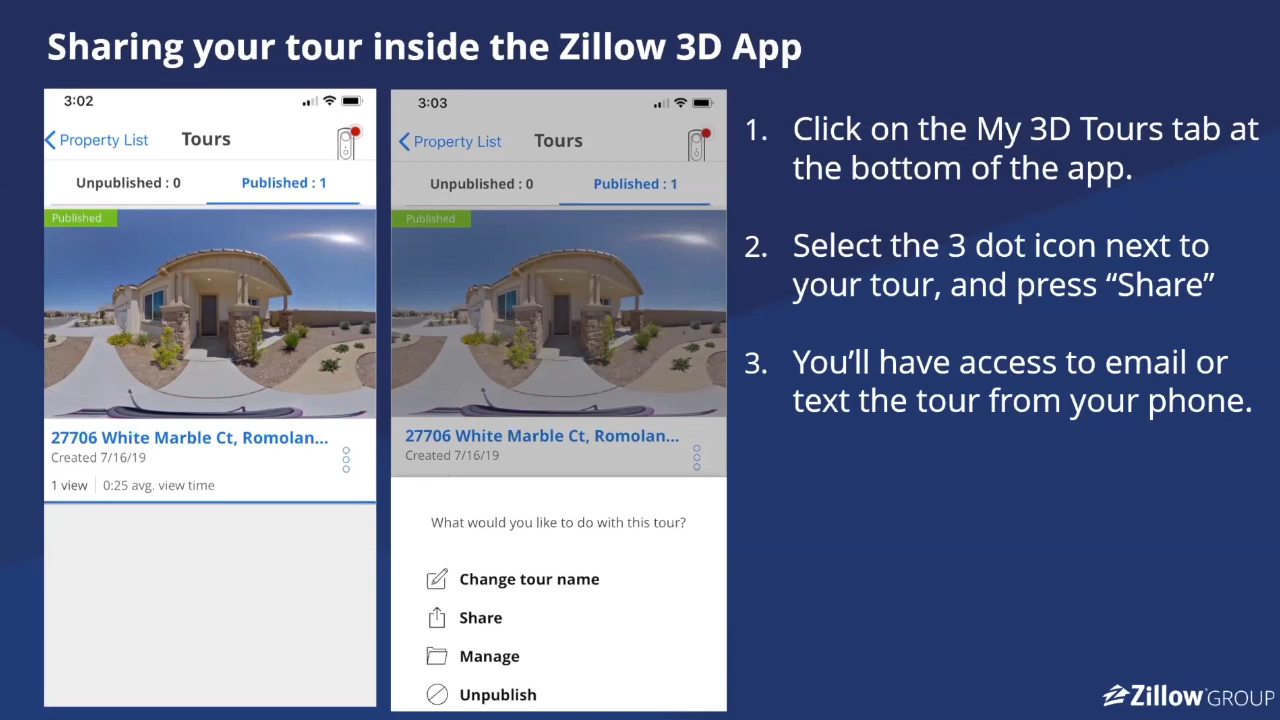 Sharing your tour inside the Zillow 3D App
3:02
Property List
Tours
Unpublished : 0
Published : 1
Published
27706 White Marble Ct, Romolan...
Created 7/16/19
1 view
0:25 avg. view time
3:03
Property List
Tours
Unpublished : 0
Published : 1
Published
27706 White Marble Ct, Romolan...
Created 7/16/19
What would you like to do with this tour?
Change tour name
Share
Manage
Unpublish
1. Click on the My 3D Tours tab at
the bottom of the app.
2. Select the 3 dot icon next to
your tour, and press “Share”
3. You’ll have access to email or
text the tour from your phone.
Zillow GROUP